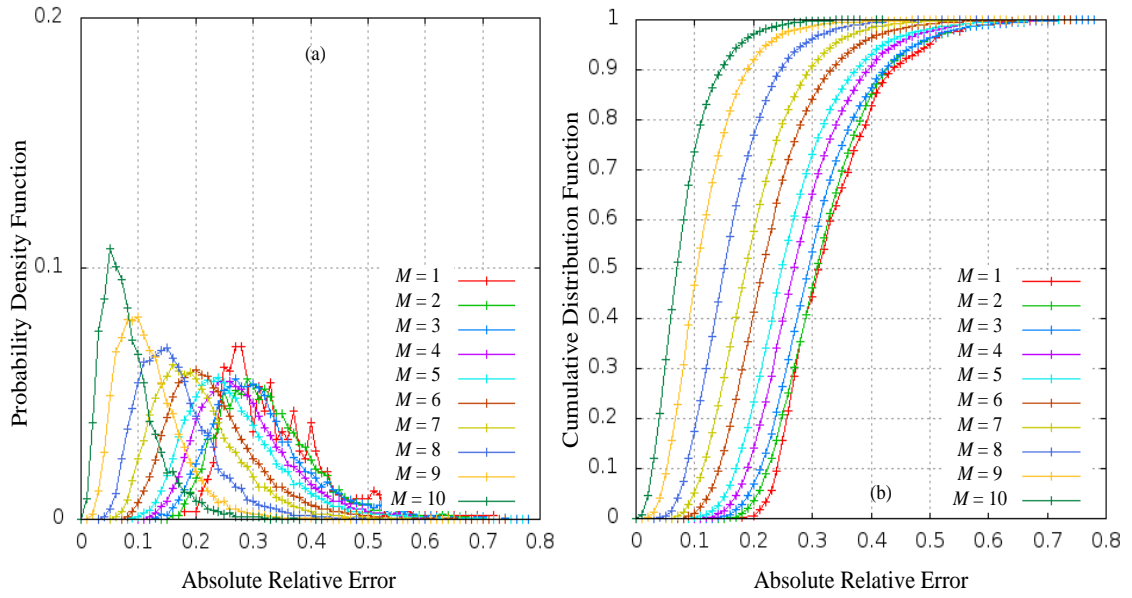 0.2
0.1
0
0 0.1 0.2 0.3 0.4 0.5 0.6 0.7 0.8
Probability Density Function
Absolute Relative Error
(a)
M = 1
M = 2
M = 3
M = 4
M = 5
M = 6
M = 7
M = 8
M = 9
M = 10
1
0.9
0.8
0.7
0.6
0.5
0.4
0.3
0.2
0.1
0
0 0.1 0.2 0.3 0.4 0.5 0.6 0.7 0.8
Cumulative Distribution Function
Absolute Relative Error
(b)
M = 1
M = 2
M = 3
M = 4
M = 5
M = 6
M = 7
M = 8
M = 9
M = 10